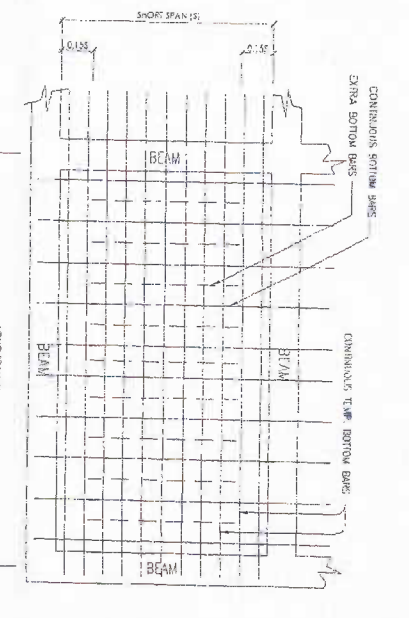 SHORT SPAN (S)
0.15S
0.15S
CONTINUOUS BOTTOM BARS
EXTRA BOTTOM BARS
BEAM
CONTINUOUS TEMP. BOTTOM BARS
BEAM
BEAM
BEAM